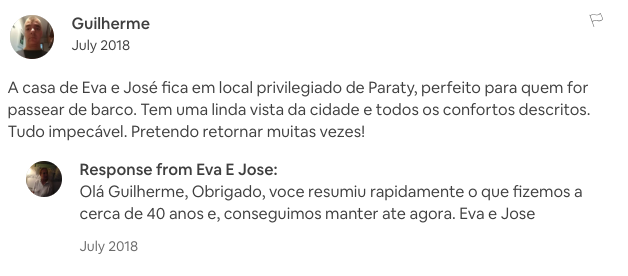 Guilherme
July 2018
A casa de Eva e José fica em local privilegiado de Paraty, perfeito para quem for
passear de barco. Tem uma linda vista da cidade e todos os confortos descritos.
Tudo impecável. Pretendo retornar muitas vezes!
Response from Eva E Jose:
Olá Guilherme, Obrigado, voce resumiu rapidamente o que fizemos a
cerca de 40 anos e, conseguimos manter ate agora. Eva e Jose
July 2018